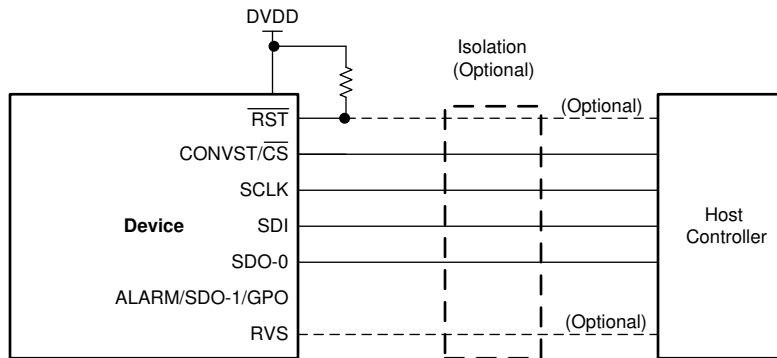 DVDD
Isolation
(Optional)
RST
(Optional)
CONVST/CS
SCLK
Device
SDI
Host
Controller
SDO-0
ALARM/SDO-1/GPO
RVS
(Optional)